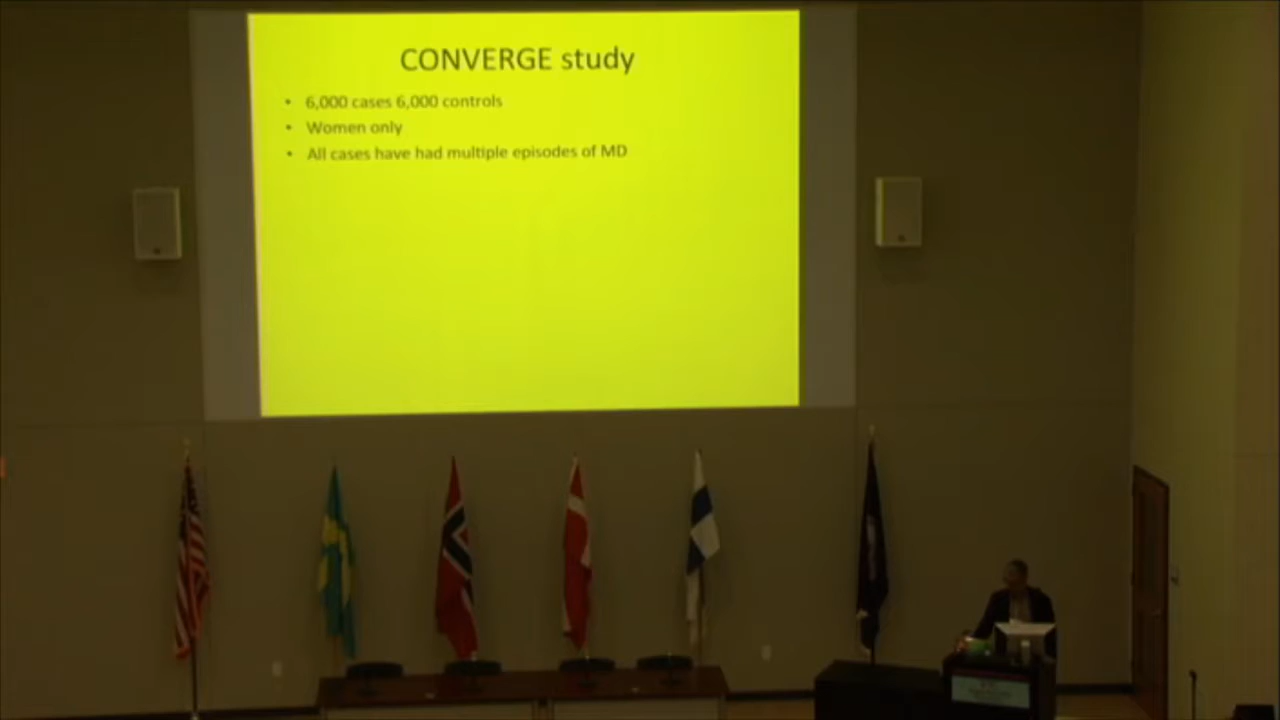 CONVERGE study
• 6,000 cases 6,000 controls
• Women only
• All cases have had multiple episodes of MD